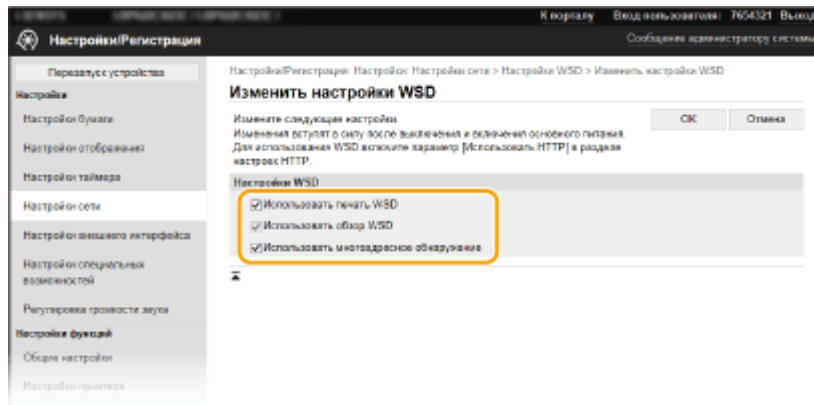 К порталу Вход пользователя: 7654321 Выход
Настройки/Регистрация
Сообщение администратору системы
Перезапуск устройства
Настройки
Настройки бумаги
Настройки отображения
Настройки таймера
Настройки сети
Настройки внешнего интерфейса
Настройки специальных
возможностей
Регулировка громкости звука
Настройки функций
Общие настройки
Настройки принтера
Настройки/Регистрация: Настройки: Настройки сети > Настройки WSD > Изменить настройки WSD
Изменить настройки WSD
Измените следующие настройки.
Изменения вступят в силу после выключения и включения основного питания.
Для использования WSD включите параметр [Использовать HTTP] в разделе
настроек HTTP.
OK Отмена
Настройки WSD
Использовать печать WSD
Использовать обзор WSD
Использовать многоадресное обнаружение